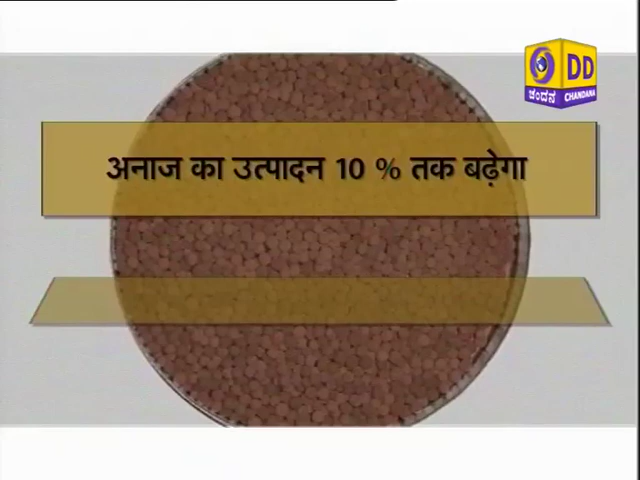 DD
ಚಂದನ CHANDANA
अनाज का उत्पादन 10 % तक बढ़ेगा